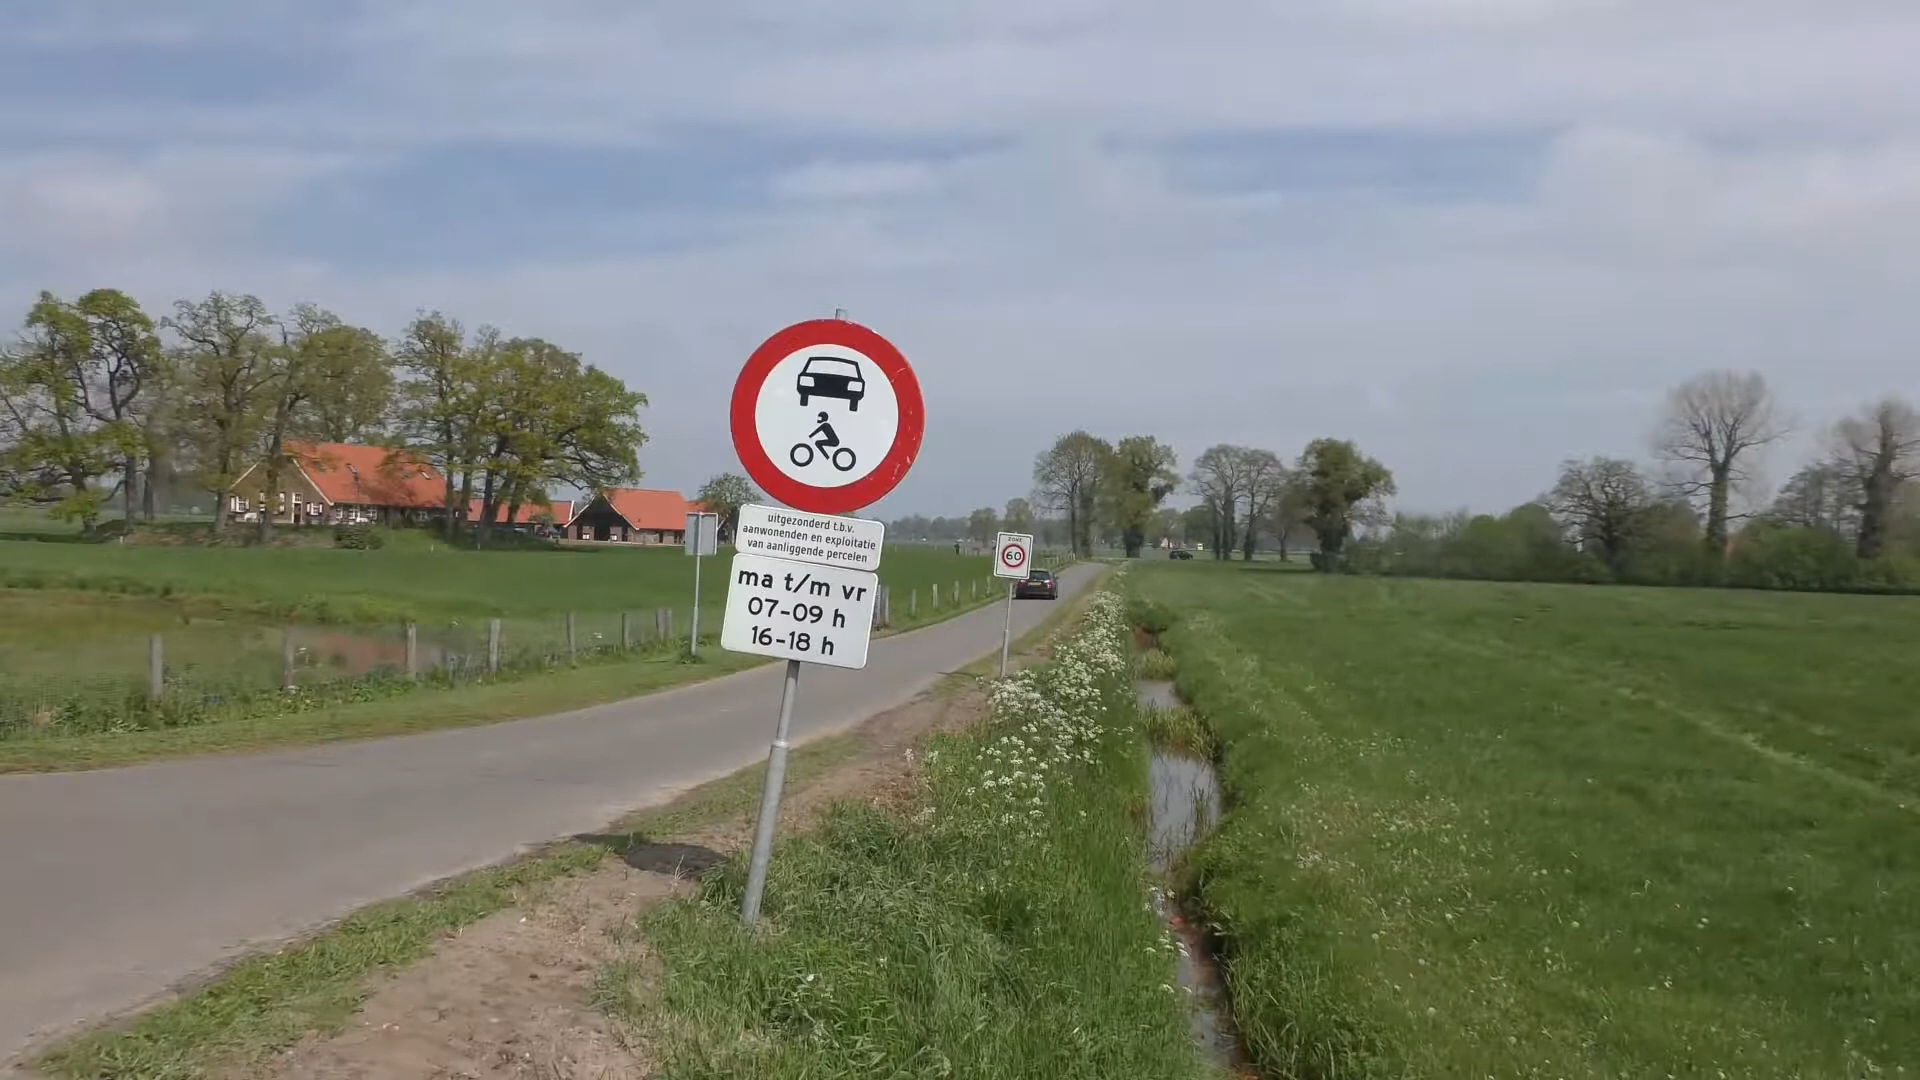 uitgezonderd t.b.v.
aanwonenden en exploitatie
van aanliggende percelen
ma t/m vr
07-09 h
16-18 h
ZONE
60